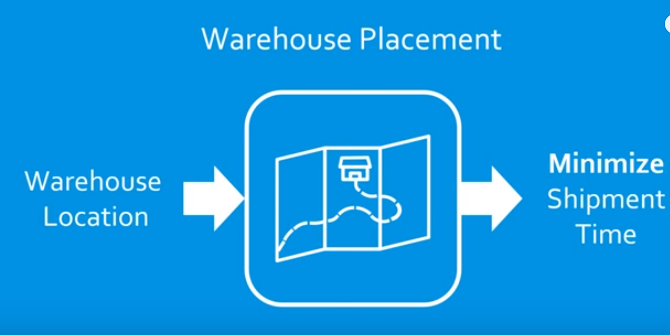 Warehouse Placement
Warehouse
Location
Minimize
Shipment
Time